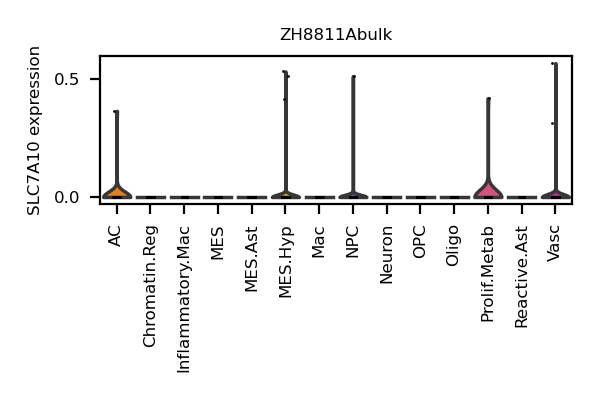 ZH8811Abulk
SLC7A10 expression
0.5
0.0
AC
Chromatin.Reg
Inflammatory.Mac
MES
MES.Ast
MES.Hyp
Mac
NPC
Neuron
OPC
Oligo
Prolif.Metab
Reactive.Ast
Vasc